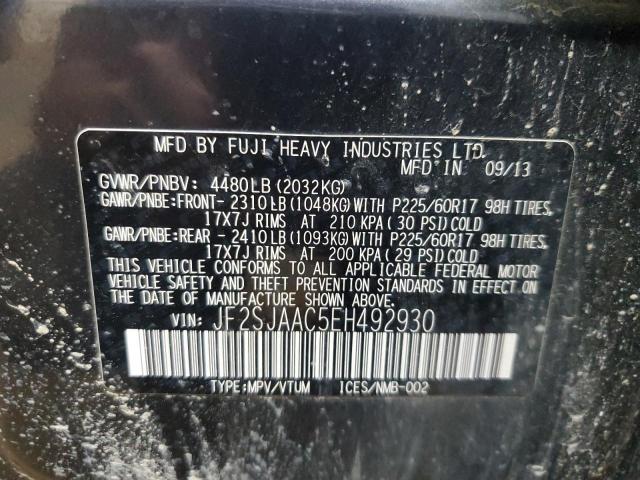 MFD BY FUJI HEAVY INDUSTRIES LTD.
MFD IN 09/13
GVWR/PNBV: 4480LB (2032KG)
GAWR/PNBE:FRONT- 2310LB (1048KG) WITH P225/60R17 98H TIRES,
17X7J RIMS AT 210 KPA ( 30 PSI) COLD
GAWR/PNBE:REAR - 2410LB (1093KG) WITH P225/60R17 98H TIRES,
17X7J RIMS AT 200 KPA ( 29 PSI) COLD
THIS VEHICLE CONFORMS TO ALL APPLICABLE FEDERAL MOTOR
VEHICLE SAFETY AND THEFT PREVENTION STANDARDS IN EFFECT
ON THE DATE OF MANUFACTURE SHOWN ABOVE.
VIN: JF2SJAAC5EH492930
TYPE:MPV/VTUM ICES/NMB-002